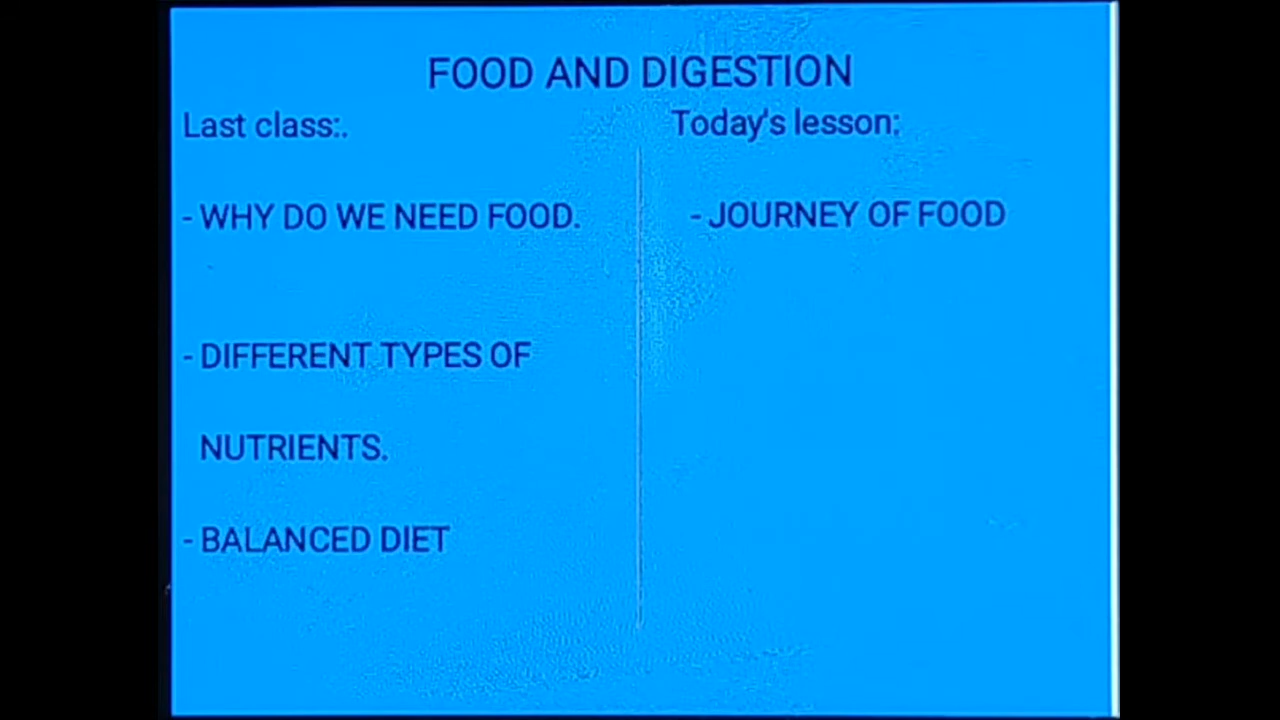 FOOD AND DIGESTION
Last class:.
- WHY DO WE NEED FOOD.
- DIFFERENT TYPES OF
NUTRIENTS.
- BALANCED DIET
Today's lesson:
- JOURNEY OF FOOD